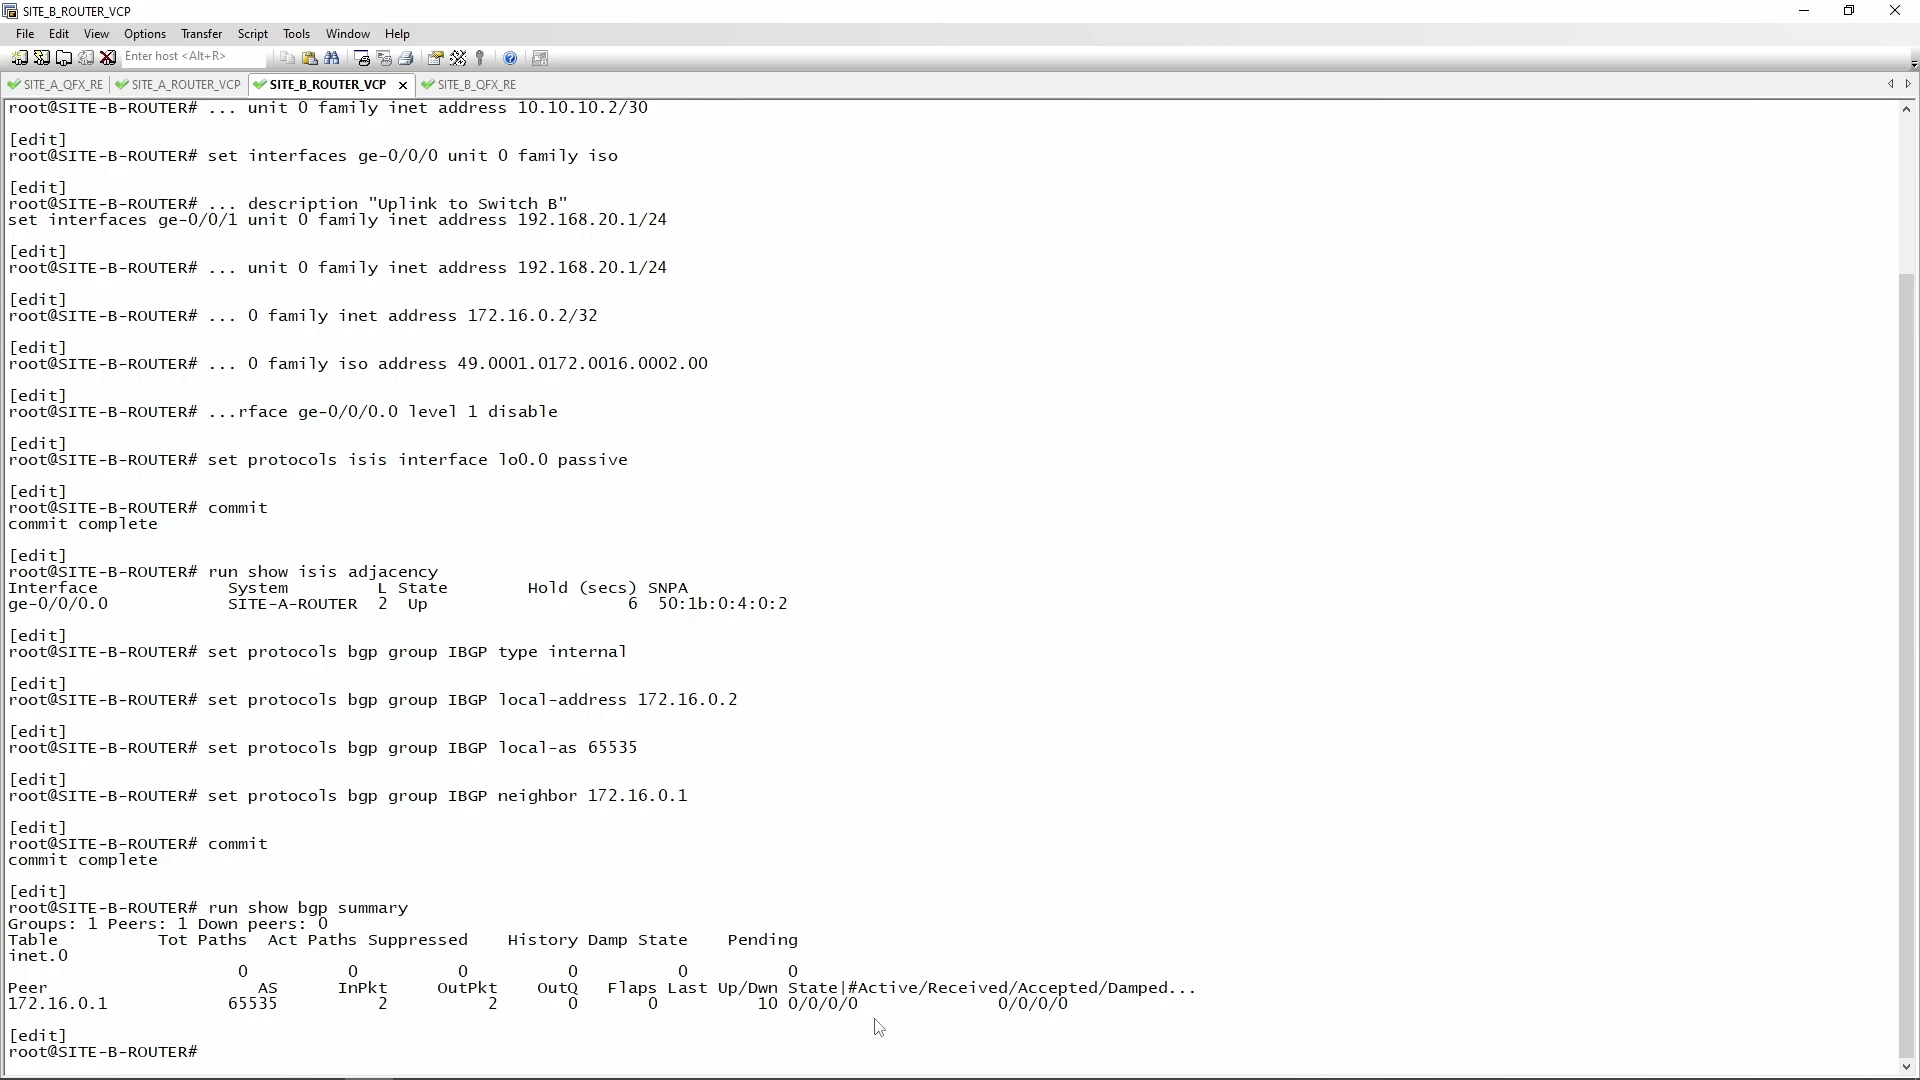 SITE_B_ROUTER_VCP
File Edit View Options Transfer Script Tools Window Help
Enter host <Alt+R>
SITE_A_QFX_RE SITE_A_ROUTER_VCP SITE_B_ROUTER_VCP SITE_B_QFX_RE
root@SITE-B-ROUTER# ... unit 0 family inet address 10.10.10.2/30
[edit]
root@SITE-B-ROUTER# set interfaces ge-0/0/0 unit 0 family iso
[edit]
root@SITE-B-ROUTER# ... description "Uplink to Switch B"
set interfaces ge-0/0/1 unit 0 family inet address 192.168.20.1/24
[edit]
root@SITE-B-ROUTER# ... unit 0 family inet address 192.168.20.1/24
[edit]
root@SITE-B-ROUTER# ... 0 family inet address 172.16.0.2/32
[edit]
root@SITE-B-ROUTER# ... 0 family iso address 49.0001.0172.0016.0002.00
[edit]
root@SITE-B-ROUTER# ...rface ge-0/0/0.0 level 1 disable
[edit]
root@SITE-B-ROUTER# set protocols isis interface lo0.0 passive
[edit]
root@SITE-B-ROUTER# commit
commit complete
[edit]
root@SITE-B-ROUTER# run show isis adjacency
Interface System L State Hold (secs) SNPA
ge-0/0/0.0 SITE-A-ROUTER 2 Up 6 50:1b:0:4:0:2
[edit]
root@SITE-B-ROUTER# set protocols bgp group IBGP type internal
[edit]
root@SITE-B-ROUTER# set protocols bgp group IBGP local-address 172.16.0.2
[edit]
root@SITE-B-ROUTER# set protocols bgp group IBGP local-as 65535
[edit]
root@SITE-B-ROUTER# set protocols bgp group IBGP neighbor 172.16.0.1
[edit]
root@SITE-B-ROUTER# commit
commit complete
[edit]
root@SITE-B-ROUTER# run show bgp summary
Groups: 1 Peers: 1 Down peers: 0
Table Tot Paths Act Paths Suppressed History Damp State Pending
inet.0
0 0 0 0 0 0
Peer AS InPkt OutPkt OutQ Flaps Last Up/Dwn State|#Active/Received/Accepted/Damped...
172.16.0.1 65535 2 2 0 0 10 0/0/0/0 0/0/0/0
[edit]
root@SITE-B-ROUTER#